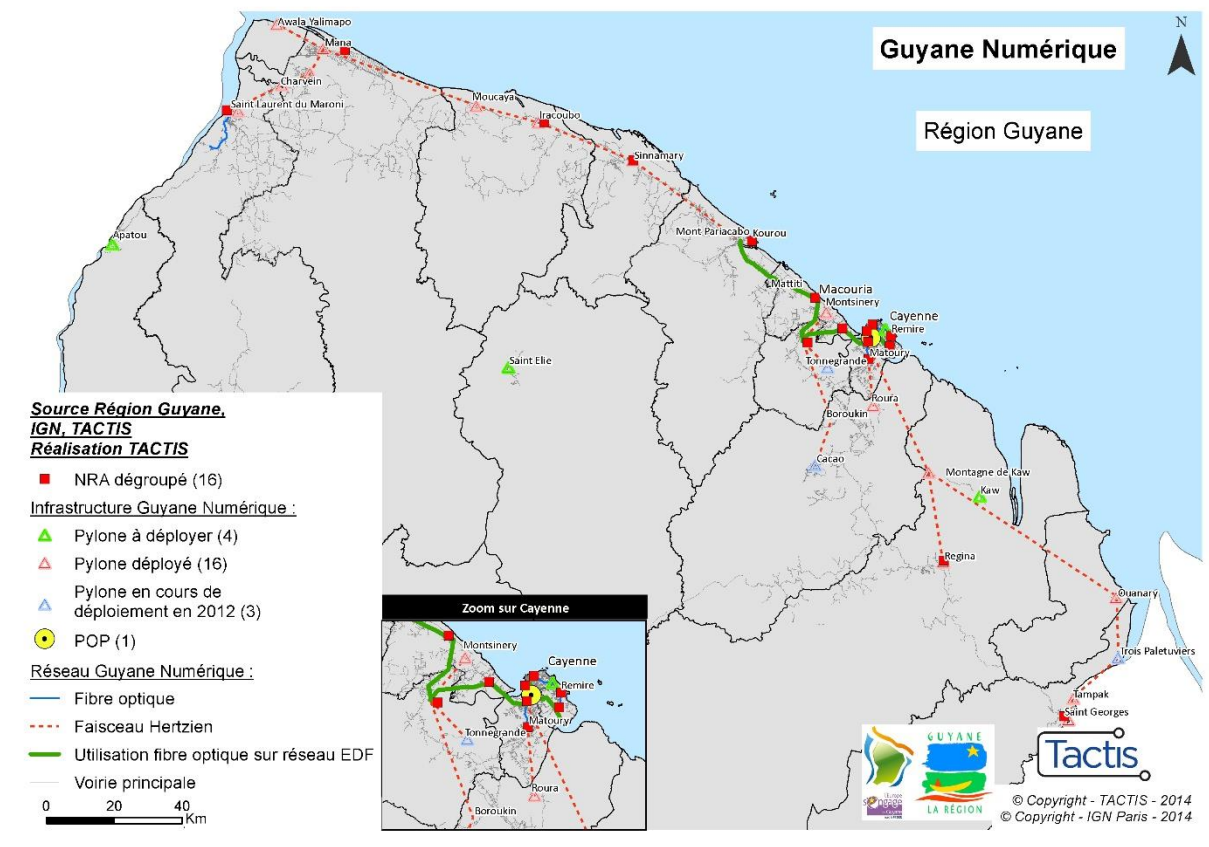 Guyane Numérique
N
Région Guyane
Awala Yalimapo
Mana
Charvein
Saint Laurent du Maroni
Moucaya
Iracoubo
Sinnamary
Apatou
Mont Pariacabo
Kourou
Mattiti
Macouria
Montsinery
Cayenne
Remire
Matoury
Tonnegrande
Saint Elie
Roura
Boroukin
Cacao
Montagne de Kaw
Kaw
Regina
Ouanary
Trois Paletuviers
Tampak
Saint Georges
Source Région Guyane,
IGN, TACTIS
Réalisation TACTIS
NRA dégroupé (16)
Infrastructure Guyane Numérique :
Pylone à déployer (4)
Pylone déployé (16)
Pylone en cours de
déploiement en 2012 (3)
POP (1)
Réseau Guyane Numérique :
Fibre optique
Faisceau Hertzien
Utilisation fibre optique sur réseau EDF
Voirie principale
0 20 40
Km
Zoom sur Cayenne
Montsinery
Cayenne
Remire
Matoury
Tonnegrande
Roura
Boroukin
l'Europe
s'engage
GUYANE
LA RÉGION
Tactis
© Copyright - TACTIS - 2014
© Copyright - IGN Paris - 2014